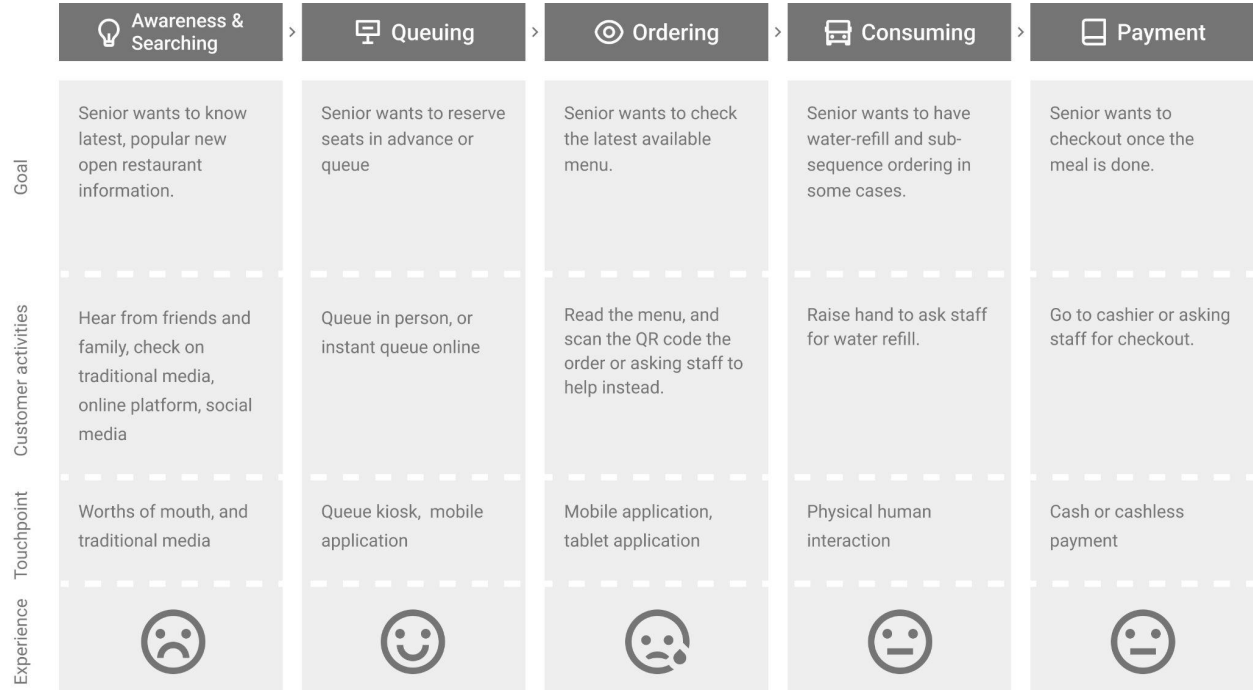 Awareness &
Searching
>
Queuing
>
Ordering
>
Consuming
>
Payment
Goal
Senior wants to know
latest, popular new
open restaurant
information.
Senior wants to reserve
seats in advance or
queue
Senior wants to check
the latest available
menu.
Senior wants to have
water-refill and sub-
sequence ordering in
some cases.
Senior wants to
checkout once the
meal is done.
Customer activities
Hear from friends and
family, check on
traditional media,
online platform, social
media
Queue in person, or
instant queue online
Read the menu, and
scan the QR code the
order or asking staff to
help instead.
Raise hand to ask staff
for water refill.
Go to cashier or asking
staff for checkout.
Touchpoint
Worths of mouth, and
traditional media
Queue kiosk, mobile
application
Mobile application,
tablet application
Physical human
interaction
Cash or cashless
payment
Experience